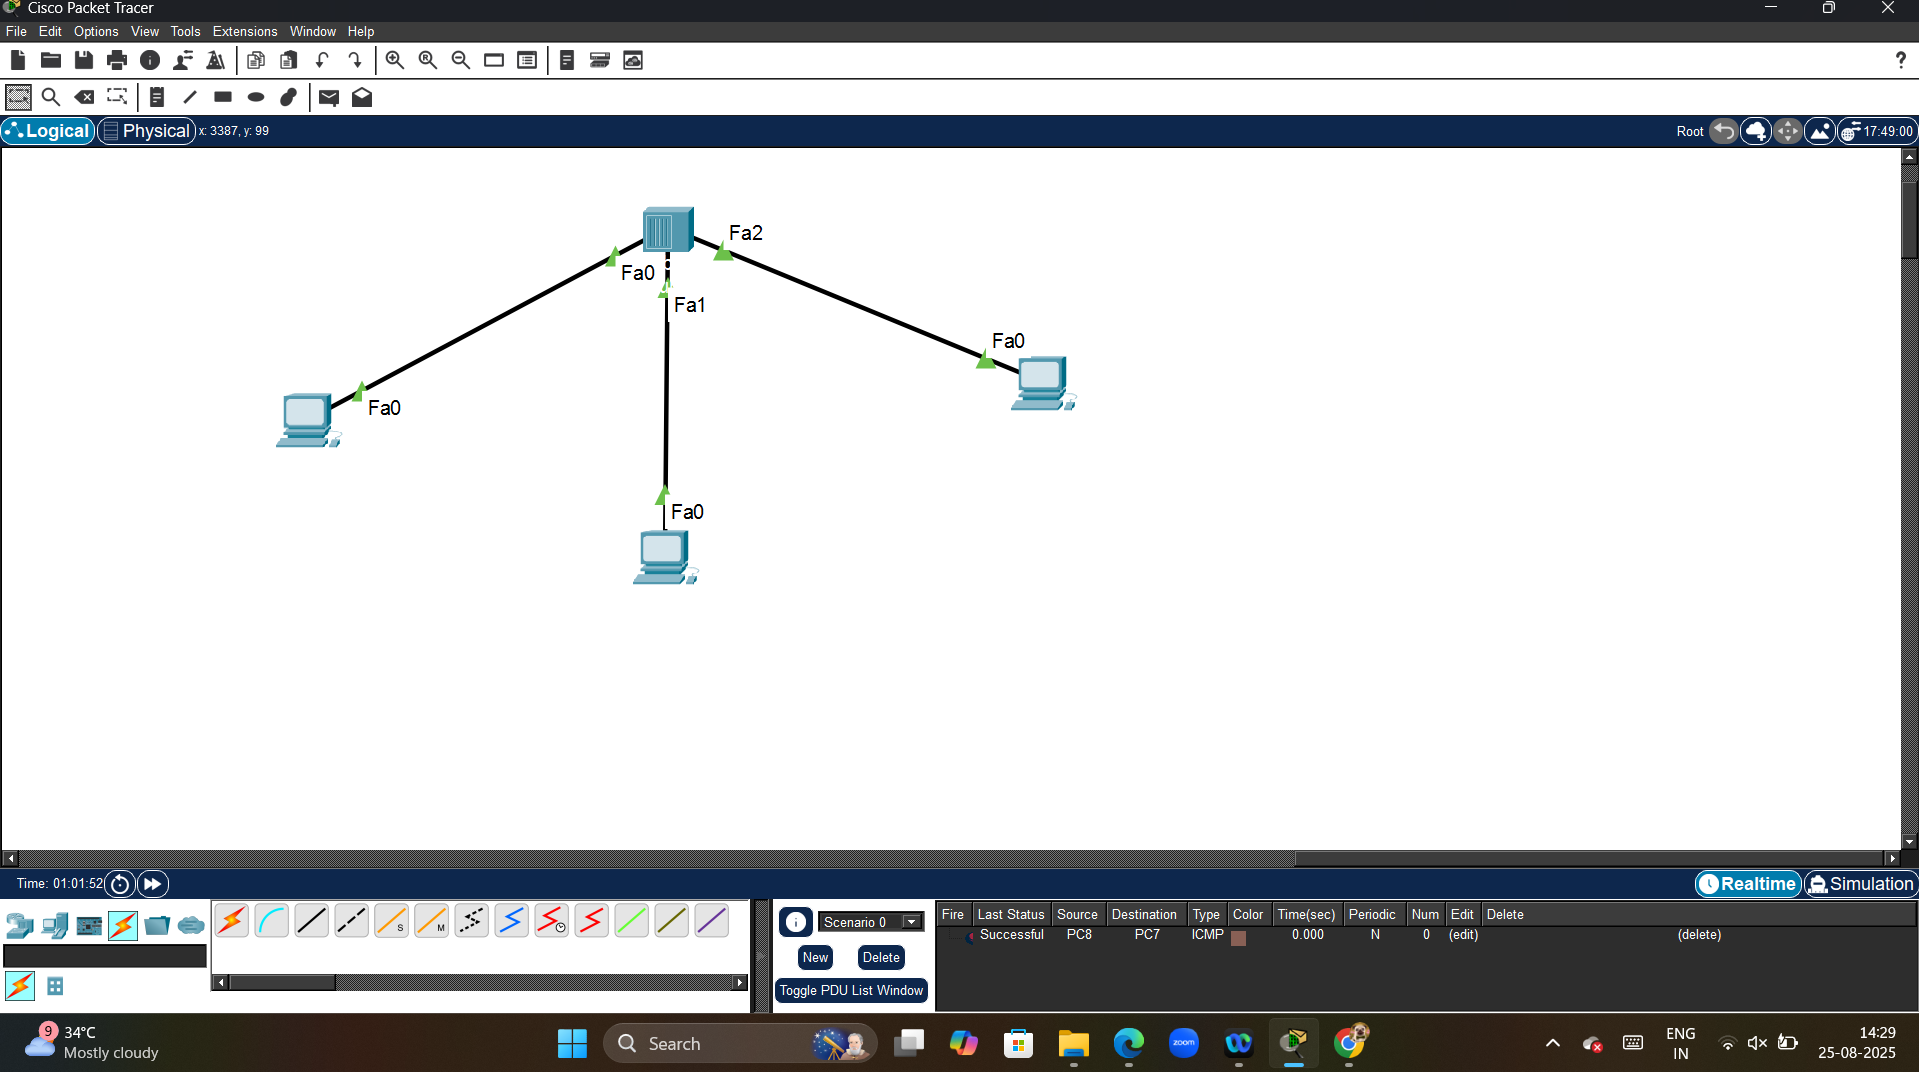 Cisco Packet Tracer
File Edit Options View Tools Extensions Window Help
?
Logical Physical x: 3387, y: 99 Root 17:49:00
Fa2
Fa0
Fa1
Fa0
Fa0
Fa0
Time: 01:01:52 Realtime Simulation
S M
Scenario 0
New Delete
Toggle PDU List Window
Fire Last Status Source Destination Type Color Time(sec) Periodic Num Edit Delete
Successful PC8 PC7 ICMP 0.000 N 0 (edit) (delete)
9 34°C
Mostly cloudy
Search
zoom
ENG
IN
14:29
25-08-2025